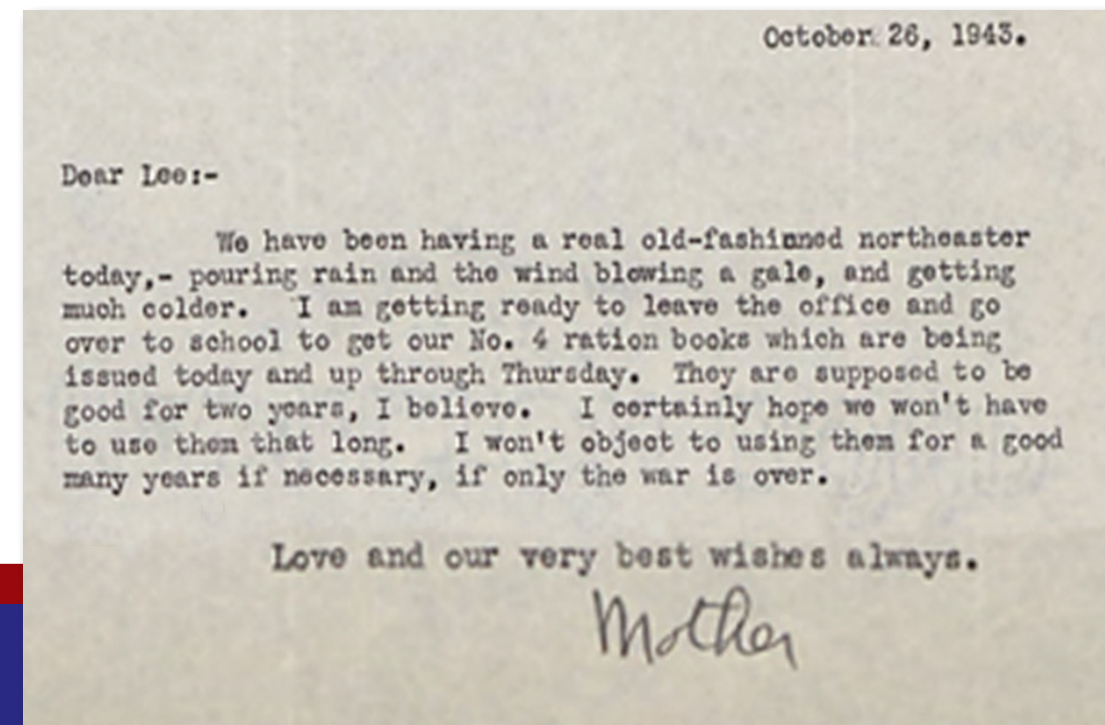 October 26, 1943.
Dear Lee:-
We have been having a real old-fashinned northeaster
today,- pouring rain and the wind blowing a gale, and getting
much colder. I am getting ready to leave the office and go
over to school to get our No. 4 ration books which are being
issued today and up through Thursday. They are supposed to be
good for two years, I believe. I certainly hope we won't have
to use them that long. I won't object to using them for a good
many years if necessary, if only the war is over.
Love and our very best wishes always.
Mother